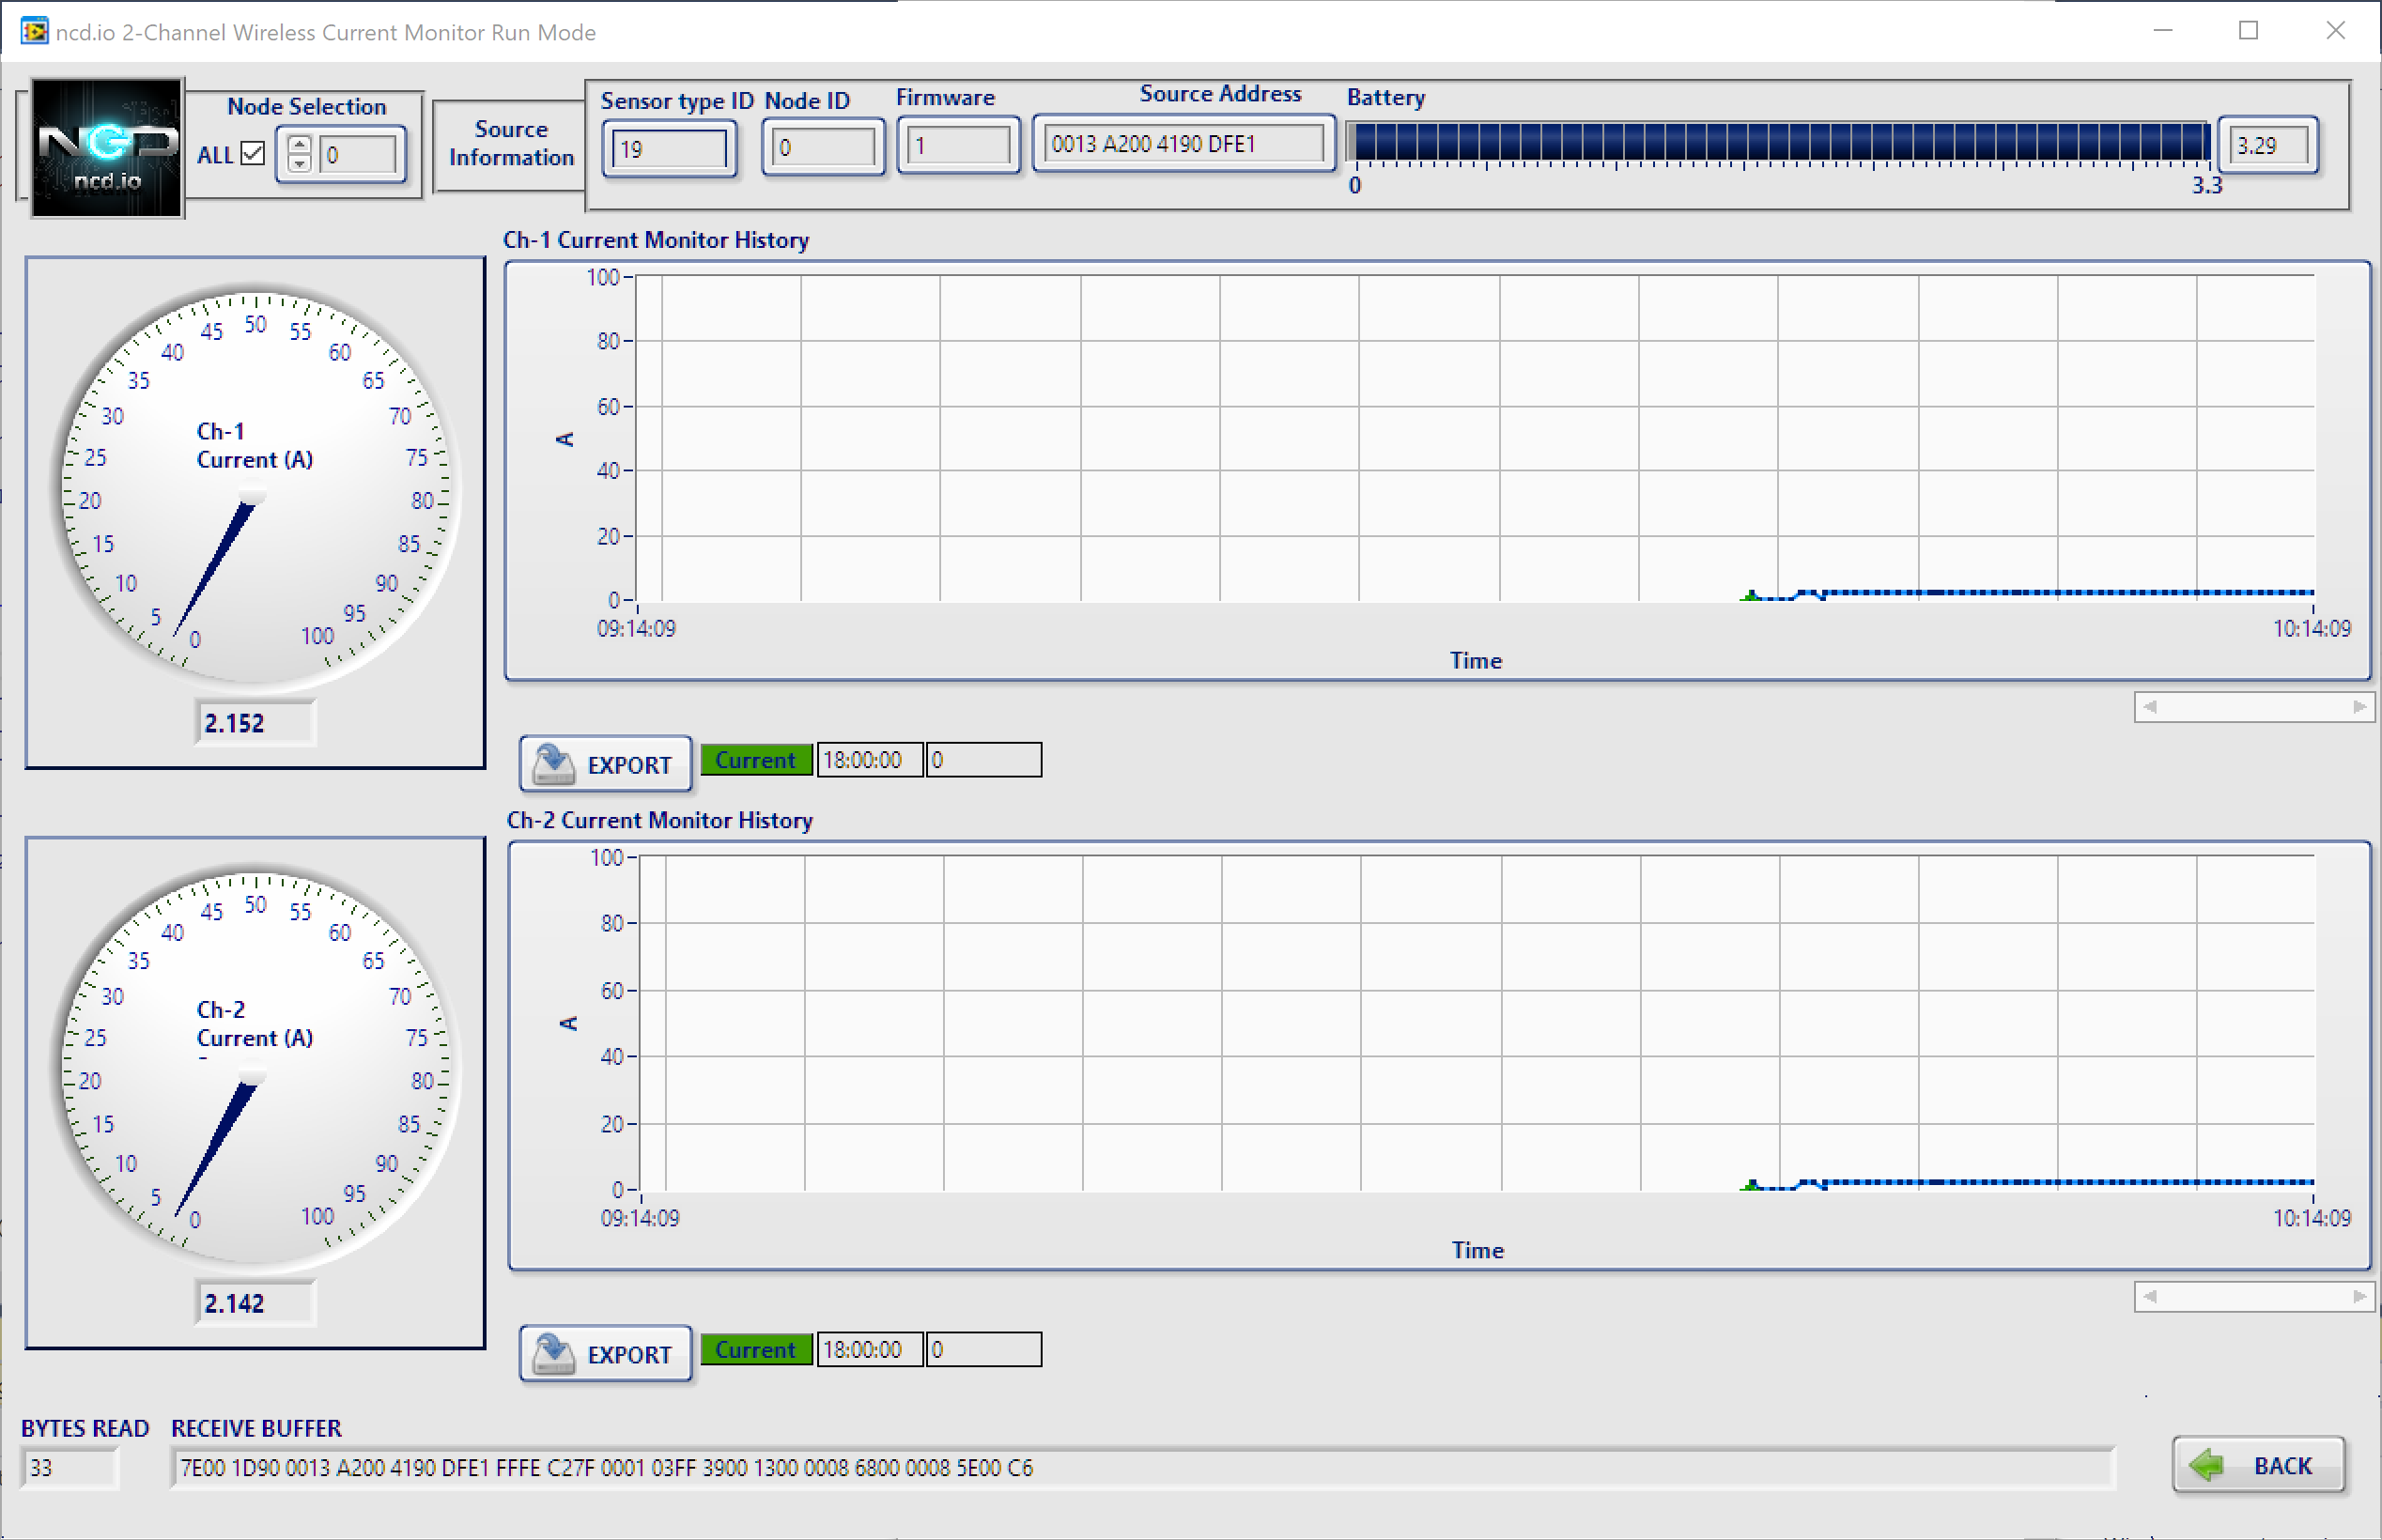 ncd.io 2-Channel Wireless Current Monitor Run Mode
NCD
ncd.io
Node Selection
ALL 0
Source
Information
Sensor type ID Node ID Firmware Source Address Battery
19 0 1 0013 A200 4190 DFE1 3.29
0 3.3
Ch-1 Current Monitor History
0 5 10 15 20 25 30 35 40 45 50 55 60 65 70 75 80 85 90 95 100
Ch-1
Current (A)
2.152
100
80
60
A
40
20
0
09:14:09 10:14:09
Time
EXPORT Current 18:00:00 0
Ch-2 Current Monitor History
0 5 10 15 20 25 30 35 40 45 50 55 60 65 70 75 80 85 90 95 100
Ch-2
Current (A)
2.142
100
80
60
A
40
20
0
09:14:09 10:14:09
Time
EXPORT Current 18:00:00 0
BYTES READ RECEIVE BUFFER
33 7E00 1D90 0013 A200 4190 DFE1 FFFE C27F 0001 03FF 3900 1300 0008 6800 0008 5E00 C6
BACK